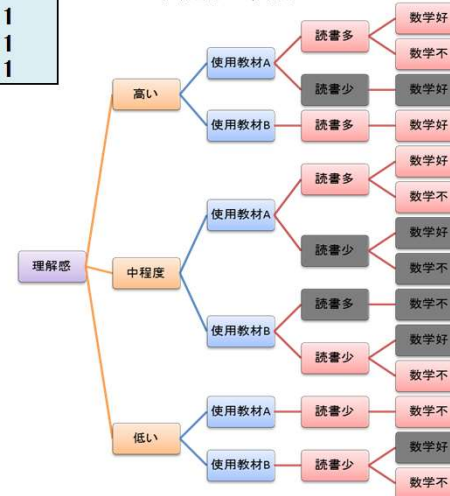 1
1
1
数学好
読書多
数学不
使用教材A
高い
読書少
数学好
使用教材B
読書多
数学好
数学好
読書多
数学不
使用教材A
数学好
読書少
数学不
理解感
中程度
読書多
数学不
使用教材B
数学好
読書少
数学不
使用教材A
読書少
数学不
低い
数学好
使用教材B
読書少
数学不